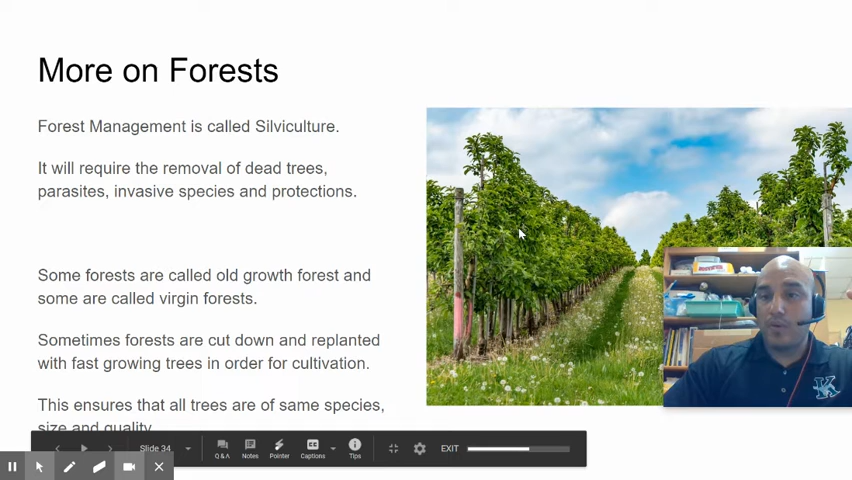 More on Forests
Forest Management is called Silviculture.
It will require the removal of dead trees,
parasites, invasive species and protections.
Some forests are called old growth forest and
some are called virgin forests.
Sometimes forests are cut down and replanted
with fast growing trees in order for cultivation.
This ensures that all trees are of same species,
size and quality
Slide 34
Q & A
Notes
Pointer
Captions
Tips
EXIT
K